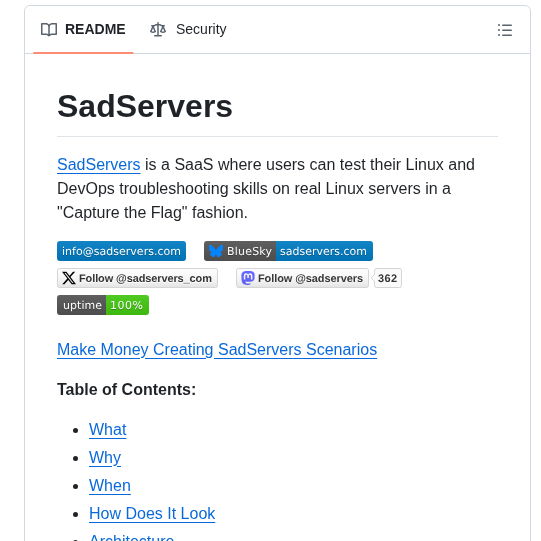 README
Security
SadServers
SadServers is a SaaS where users can test their Linux and
DevOps troubleshooting skills on real Linux servers in a
"Capture the Flag" fashion.
info@sadservers.com BlueSky sadservers.com
Follow @sadservers_com Follow @sadservers 362
uptime 100%
Make Money Creating SadServers Scenarios
Table of Contents:
What
Why
When
How Does It Look
Architecture